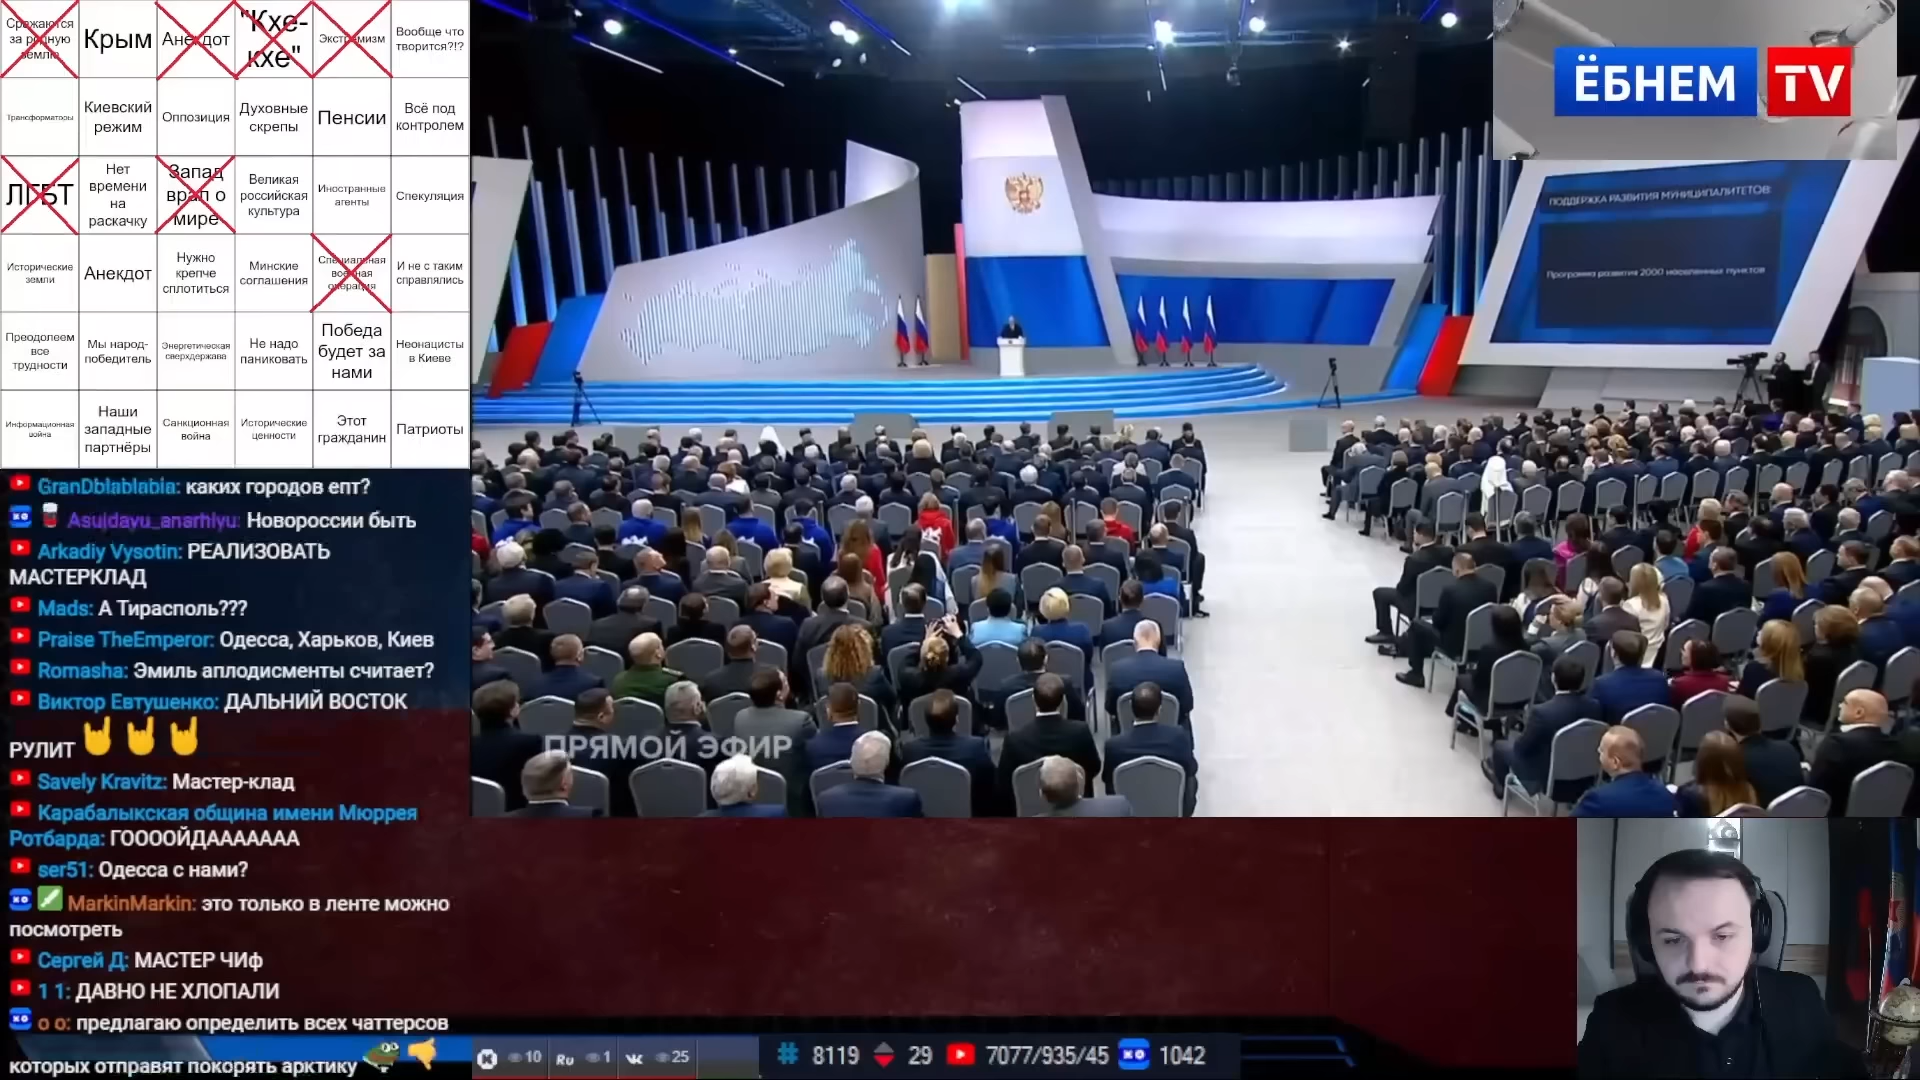 Сражаются за родную землю
Крым
Анекдот
"Кхе-кхе"
Экстремизм
Вообще что творится?!?
Трансформаторы
Киевский режим
Оппозиция
Духовные скрепы
Пенсии
Всё под контролем
ЛГБТ
Нет времени на раскачку
Запад врал о мире
Великая российская культура
Иностранные агенты
Спекуляция
Исторические земли
Анекдот
Нужно крепче сплотиться
Минские соглашения
Специальная военная операция
И не с таким справлялись
Преодолеем все трудности
Мы народ-победитель
Энергетическая сверхдержава
Не надо паниковать
Победа будет за нами
Неонацисты в Киеве
Информационная война
Наши западные партнёры
Санкционная война
Исторические ценности
Этот гражданин
Патриоты
ЁБНЕМ TV
ПОДДЕРЖКА РАЗВИТИЯ МУНИЦИПАЛИТЕТОВ:
Программа развития 2000 населенных пунктов
ПРЯМОЙ ЭФИР
GranDblablabla: каких городов епт?
Asujdayu_anarhiyu: Новороссии быть
Arkadiy Vysotin: РЕАЛИЗОВАТЬ
МАСТЕРКЛАД
Mads: А Тирасполь???
Praise TheEmperor: Одесса, Харьков, Киев
Romasha: Эмиль аплодисменты считает?
Виктор Евтушенко: ДАЛЬНИЙ ВОСТОК
РУЛИТ
Savely Kravitz: Мастер-клад
Карабалыкская община имени Мюррея
Ротбарда: ГОООOЙДААААААА
ser51: Одесса с нами?
MarkinMarkin: это только в ленте можно
посмотреть
Сергей Д: МАСТЕР ЧИф
1 1: ДАВНО НЕ ХЛОПАЛИ
o o: предлагаю определить всех чаттерсов
которых отправят покорять арктику
10 Ru 1 25 # 8119 29 7077/935/45 1042